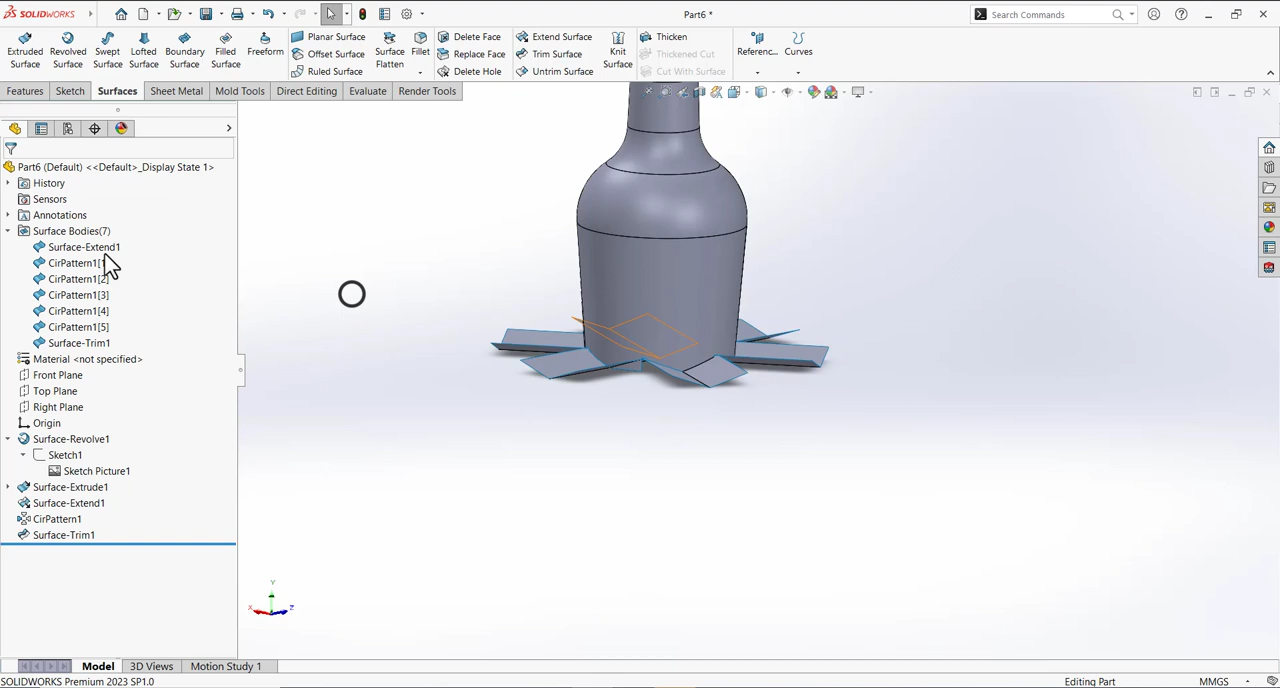 SOLIDWORKS
Part6 *
Search Commands
Extruded Surface
Revolved Surface
Swept Surface
Lofted Surface
Boundary Surface
Filled Surface
Freeform
Planar Surface
Offset Surface
Ruled Surface
Surface Flatten
Fillet
Delete Face
Replace Face
Delete Hole
Extend Surface
Trim Surface
Untrim Surface
Knit Surface
Thicken
Thickened Cut
Cut With Surface
Referenc...
Curves
Features
Sketch
Surfaces
Sheet Metal
Mold Tools
Direct Editing
Evaluate
Render Tools
Part6 (Default) <<Default>_Display State 1>
History
Sensors
Annotations
Surface Bodies(7)
Surface-Extend1
CirPattern1[1
CirPattern1[2]
CirPattern1[3]
CirPattern1[4]
CirPattern1[5]
Surface-Trim1
Material <not specified>
Front Plane
Top Plane
Right Plane
Origin
Surface-Revolve1
Sketch1
Sketch Picture1
Surface-Extrude1
Surface-Extend1
CirPattern1
Surface-Trim1
Y
X
Z
Model
3D Views
Motion Study 1
SOLIDWORKS Premium 2023 SP1.0
Editing Part
MMGS